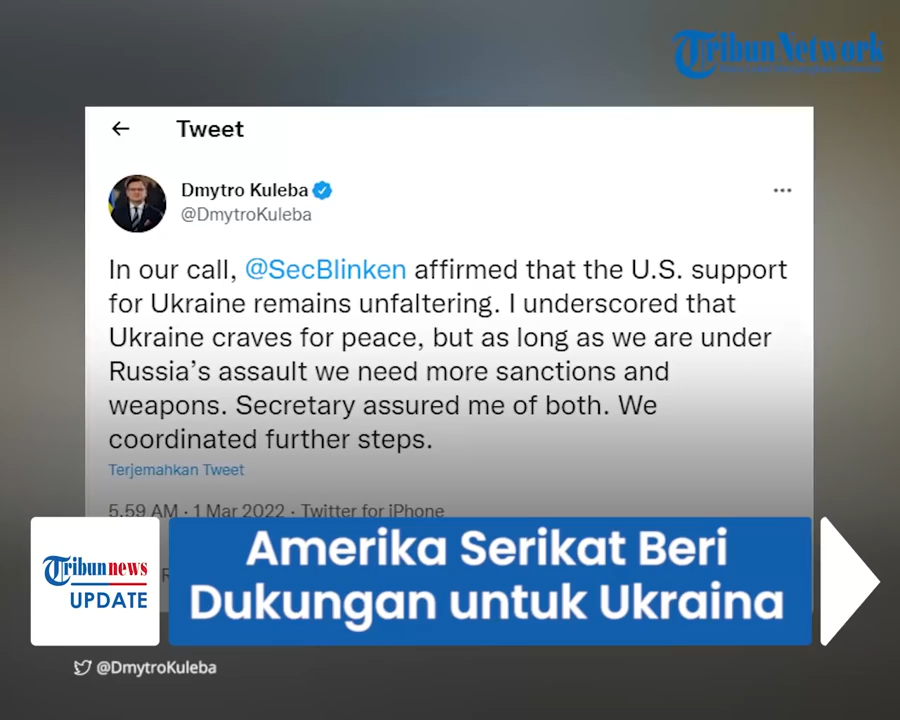 Tribun Network
Tweet
Dmytro Kuleba
@DmytroKuleba
In our call, @SecBlinken affirmed that the U.S. support
for Ukraine remains unfaltering. I underscored that
Ukraine craves for peace, but as long as we are under
Russia's assault we need more sanctions and
weapons. Secretary assured me of both. We
coordinated further steps.
Terjemahkan Tweet
5.59 AM · 1 Mar 2022 · Twitter for iPhone
Tribunnews
UPDATE
Amerika Serikat Beri
Dukungan untuk Ukraina
@DmytroKuleba